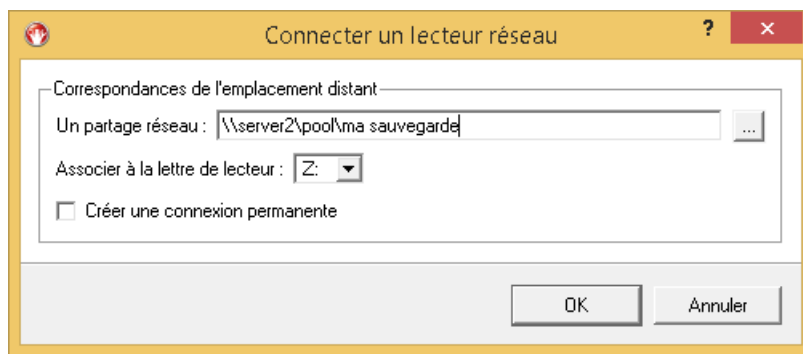 Connecter un lecteur réseau ? ×
Correspondances de l'emplacement distant
Un partage réseau : \\server2\pool\ma sauvegarde ...
Associer à la lettre de lecteur : Z:
Créer une connexion permanente
OK Annuler